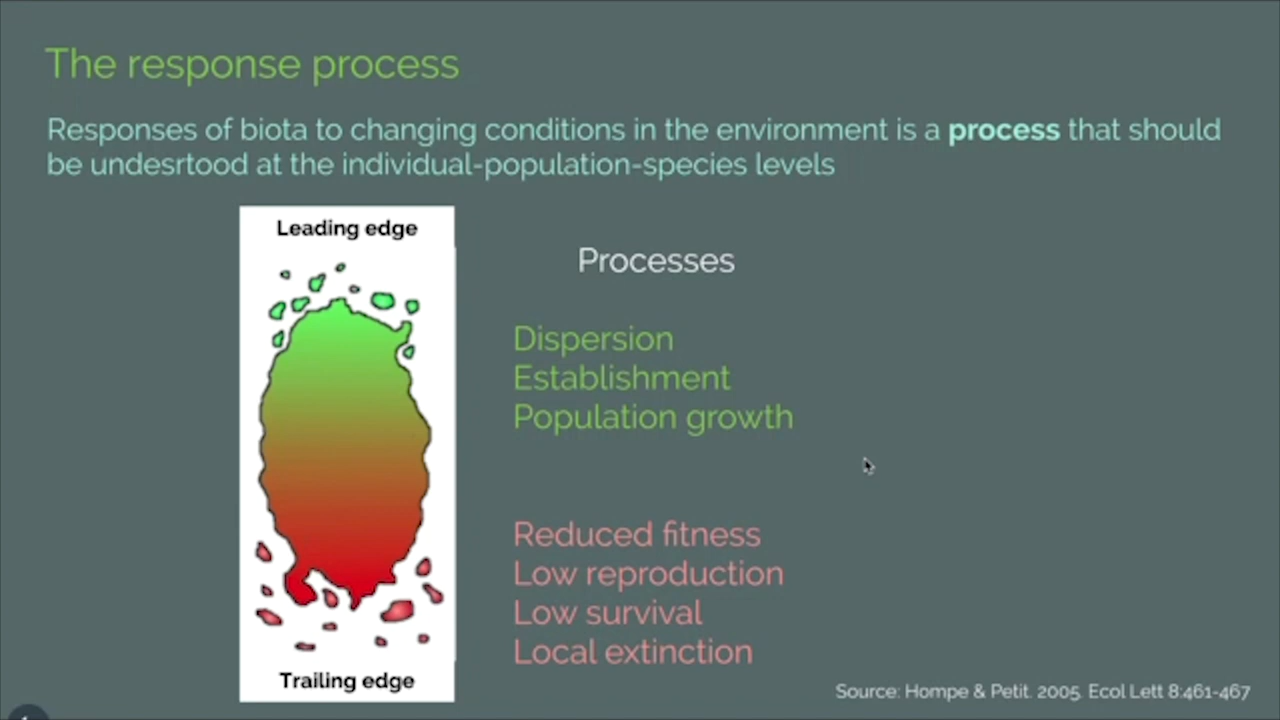 The response process
Responses of biota to changing conditions in the environment is a process that should
be undesrtood at the individual-population-species levels
Leading edge
Processes
Dispersion
Establishment
Population growth
Reduced fitness
Low reproduction
Low survival
Local extinction
Trailing edge
Source: Hompe & Petit. 2005. Ecol Lett 8:461-467